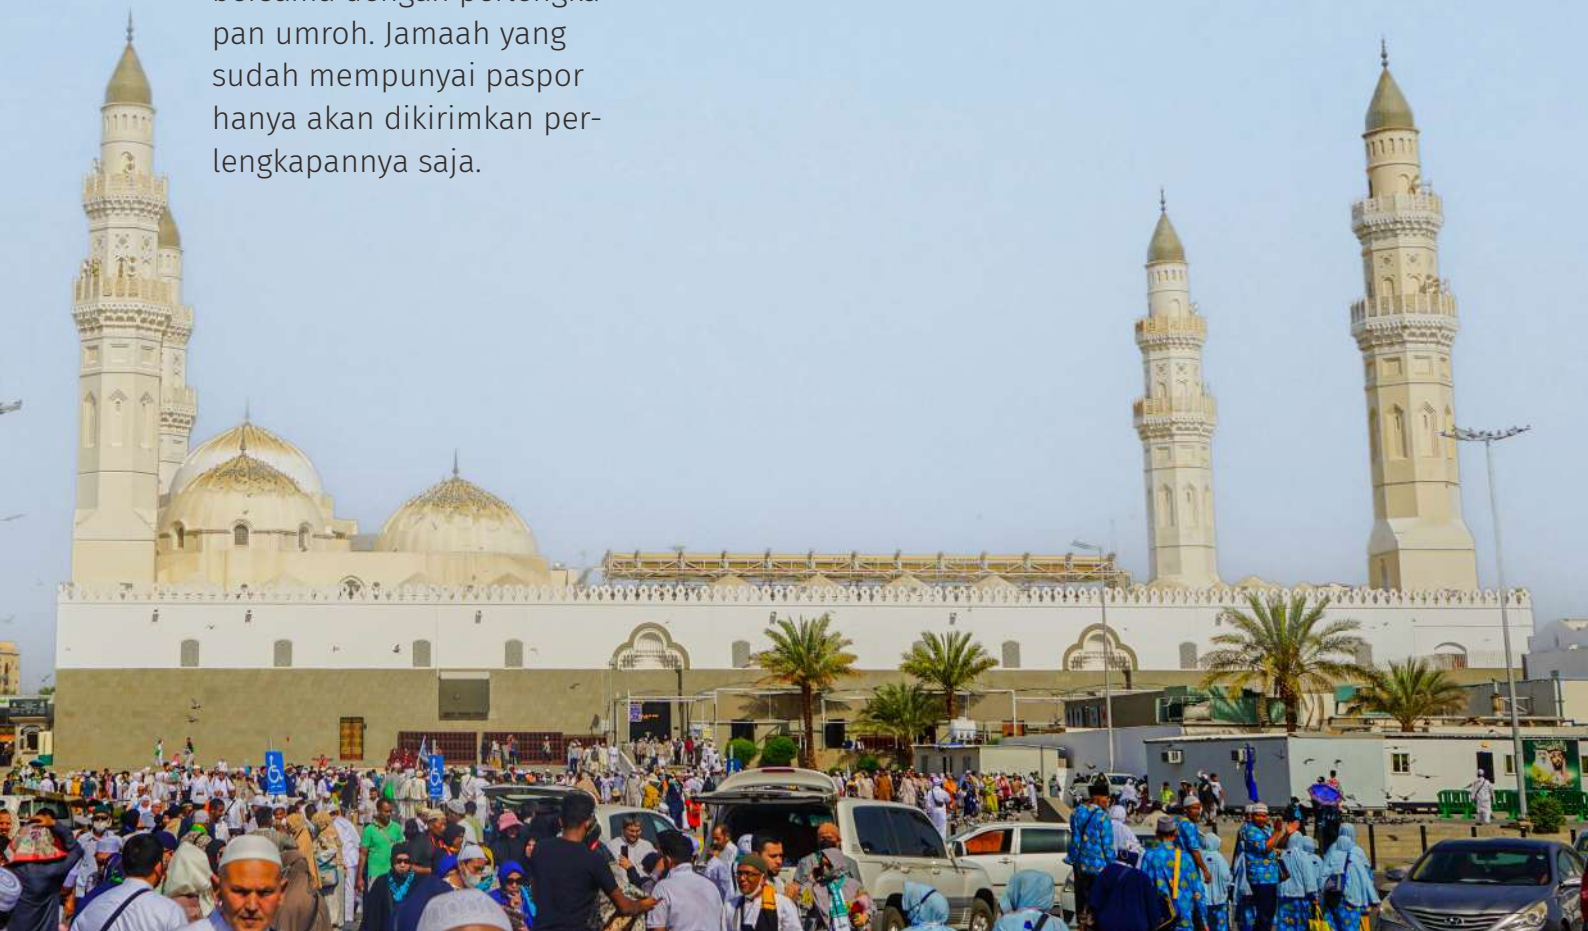 pan umroh. Jamaah yang
sudah mempunyai paspor
hanya akan dikirimkan per-
lengkapannya saja.